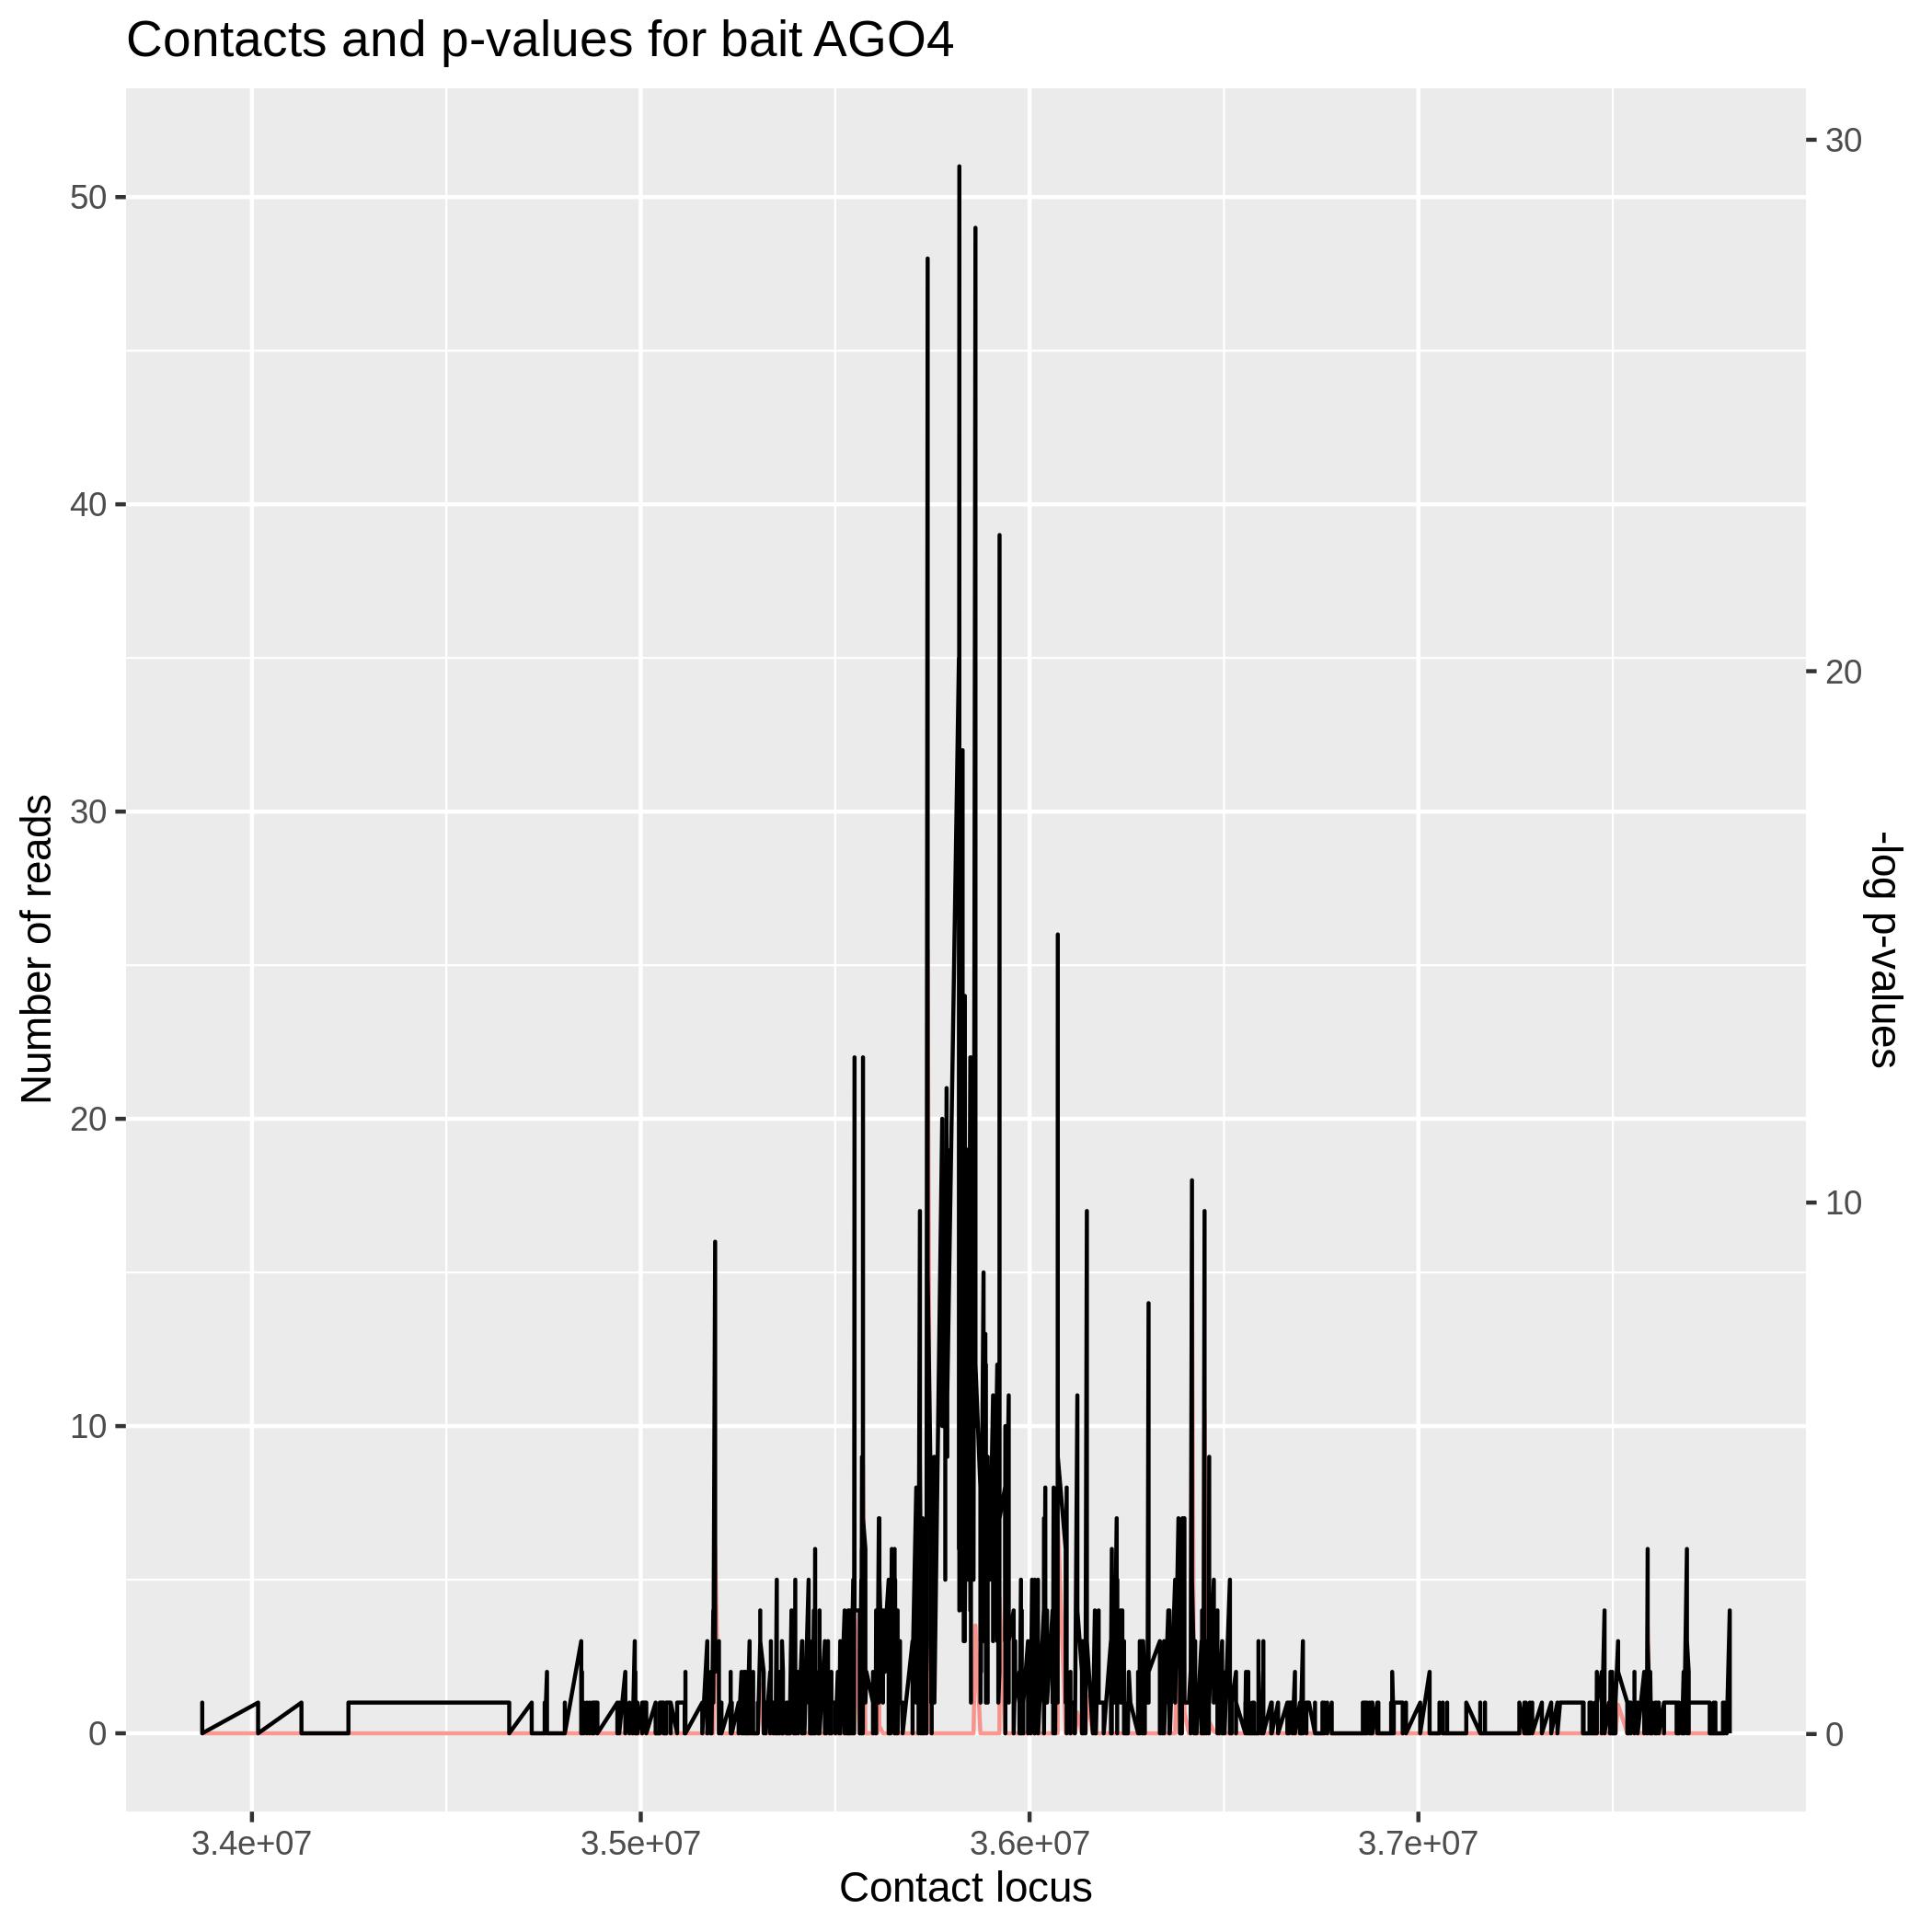 Contacts and p-values for bait AGO4
50
40
30
20
10
0
Number of reads
30
20
10
0
-log p-values
3.4e+07
3.5e+07
3.6e+07
3.7e+07
Contact locus